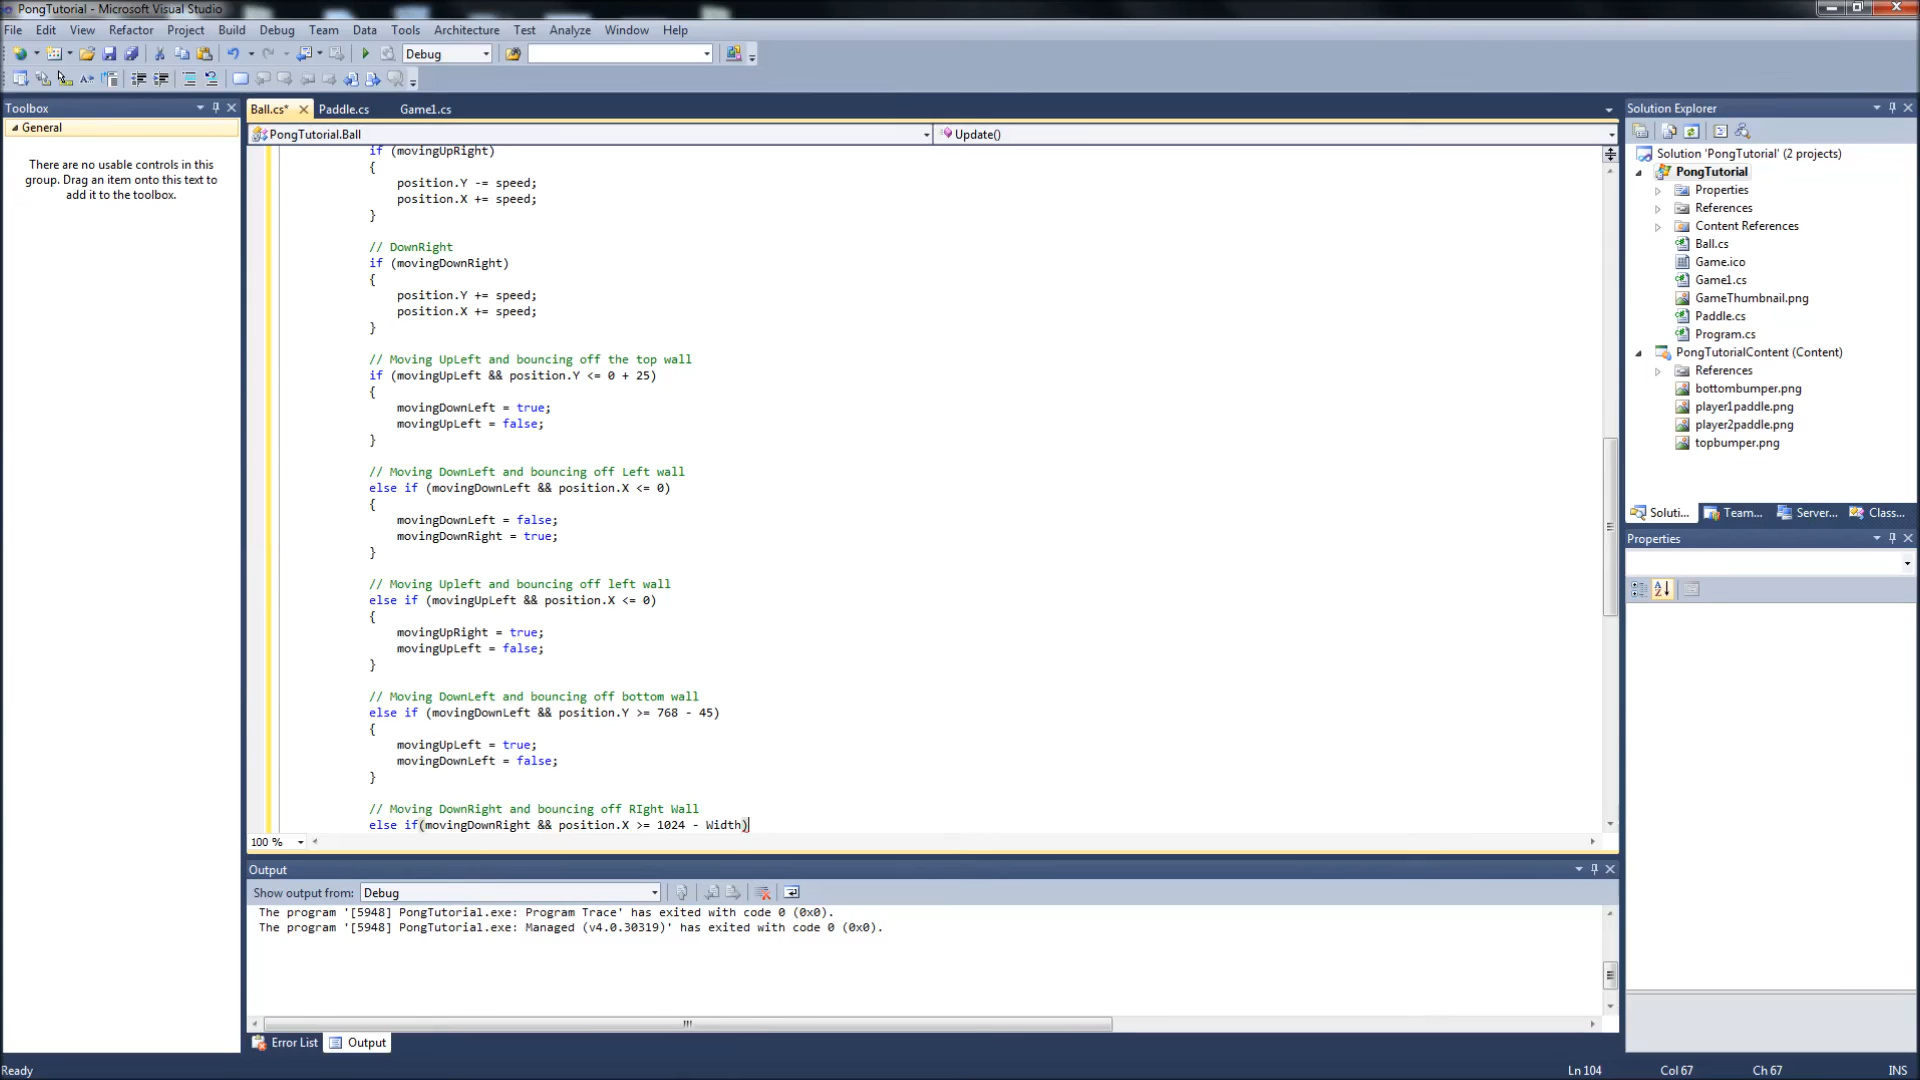 PongTutorial - Microsoft Visual Studio
File Edit View Refactor Project Build Debug Team Data Tools Architecture Test Analyze Window Help
Debug
Toolbox
General
There are no usable controls in this
group. Drag an item onto this text to
add it to the toolbox.
Ball.cs* Paddle.cs Game1.cs
PongTutorial.Ball Update()
if (movingUpRight)
{
position.Y -= speed;
position.X += speed;
}
// DownRight
if (movingDownRight)
{
position.Y += speed;
position.X += speed;
}
// Moving UpLeft and bouncing off the top wall
if (movingUpLeft && position.Y <= 0 + 25)
{
movingDownLeft = true;
movingUpLeft = false;
}
// Moving DownLeft and bouncing off Left wall
else if (movingDownLeft && position.X <= 0)
{
movingDownLeft = false;
movingDownRight = true;
}
// Moving Upleft and bouncing off left wall
else if (movingUpLeft && position.X <= 0)
{
movingUpRight = true;
movingUpLeft = false;
}
// Moving DownLeft and bouncing off bottom wall
else if (movingDownLeft && position.Y >= 768 - 45)
{
movingUpLeft = true;
movingDownLeft = false;
}
// Moving DownRight and bouncing off RIght Wall
else if(movingDownRight && position.X >= 1024 - Width)
100 %
Output
Show output from: Debug
The program '[5948] PongTutorial.exe: Program Trace' has exited with code 0 (0x0).
The program '[5948] PongTutorial.exe: Managed (v4.0.30319)' has exited with code 0 (0x0).
Error List Output
Solution Explorer
Solution 'PongTutorial' (2 projects)
PongTutorial
Properties
References
Content References
Ball.cs
Game.ico
Game1.cs
GameThumbnail.png
Paddle.cs
Program.cs
PongTutorialContent (Content)
References
bottombumper.png
player1paddle.png
player2paddle.png
topbumper.png
Soluti... Team... Server... Class...
Properties
Ready Ln 104 Col 67 Ch 67 INS